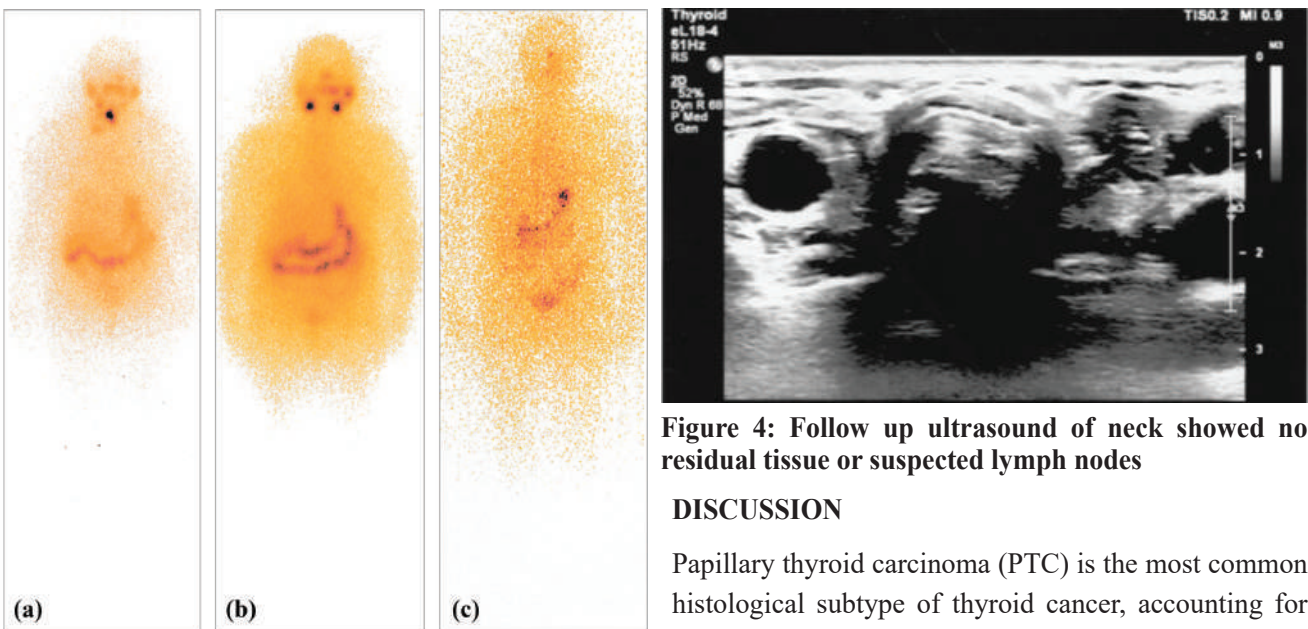 (a)
(b)
(c)
Thyroid
eL18-4
51Hz
RS
2D
52%
Dyn R 68
P Med
Gen
TIS0.2 MI 0.9
M3
0
1
2
3
Figure 4: Follow up ultrasound of neck showed no
residual tissue or suspected lymph nodes
DISCUSSION
Papillary thyroid carcinoma (PTC) is the most common
histological subtype of thyroid cancer, accounting for